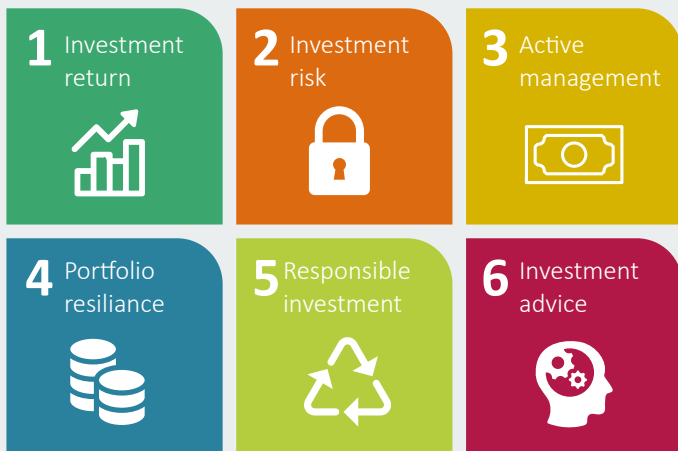 1 Investment
return
2 Investment
risk
3 Active
management
4 Portfolio
resiliance
5 Responsible
investment
6 Investment
advice